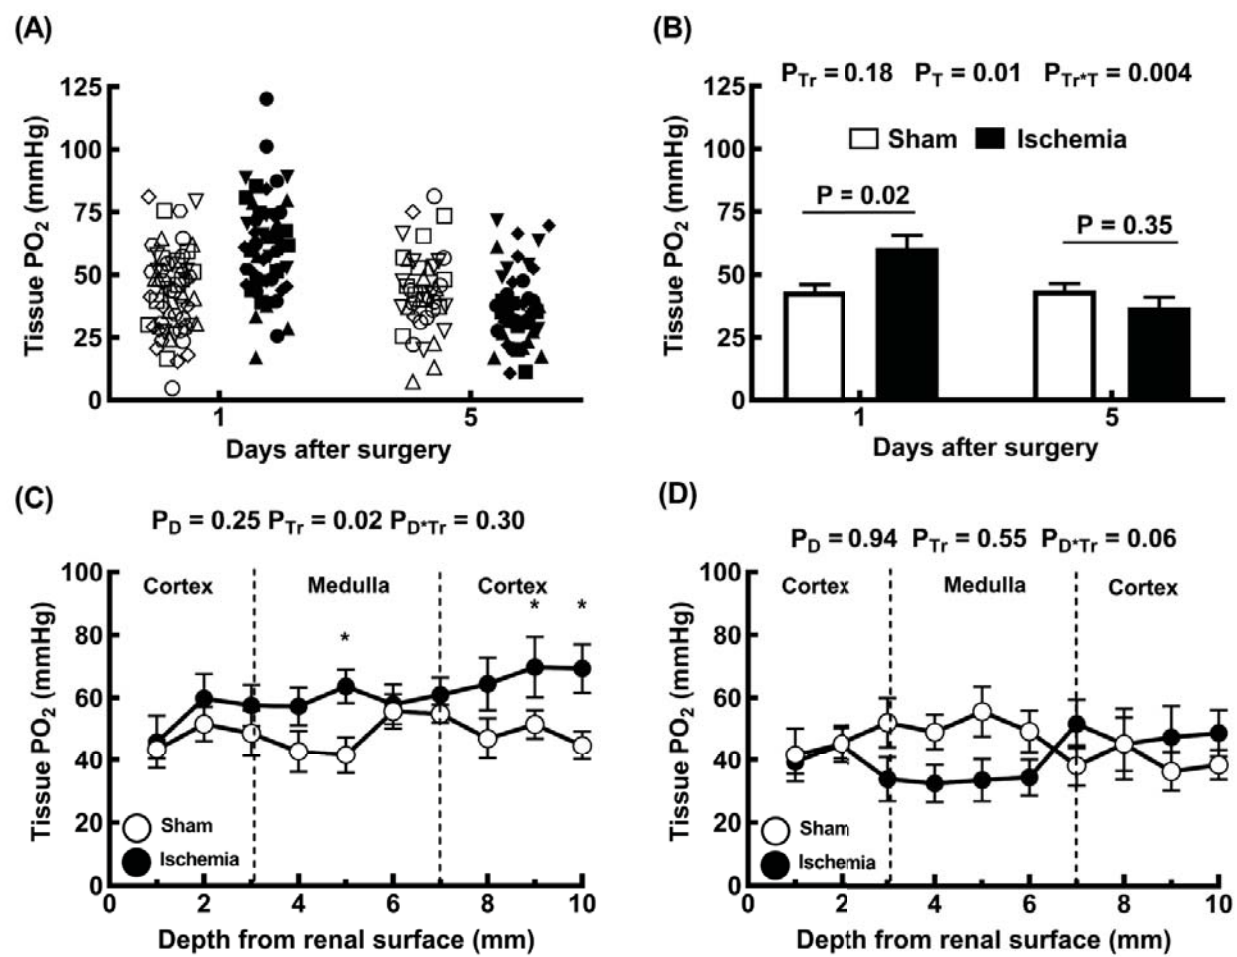 (A)
Tissue PO2 (mmHg)
125
100
75
50
25
0
1
5
Days after surgery
(B)
PTr = 0.18 PT = 0.01 PTr*T = 0.004
Sham Ischemia
P = 0.02
P = 0.35
Tissue PO2 (mmHg)
125
100
75
50
25
0
1
5
Days after surgery
(C)
PD = 0.25 PTr = 0.02 PD*Tr = 0.30
Cortex Medulla Cortex
* * *
Tissue PO2 (mmHg)
100
80
60
40
20
0
Sham
Ischemia
0 2 4 6 8 10
Depth from renal surface (mm)
(D)
PD = 0.94 PTr = 0.55 PD*Tr = 0.06
Cortex Medulla Cortex
Tissue PO2 (mmHg)
100
80
60
40
20
0
Sham
Ischemia
0 2 4 6 8 10
Depth from renal surface (mm)